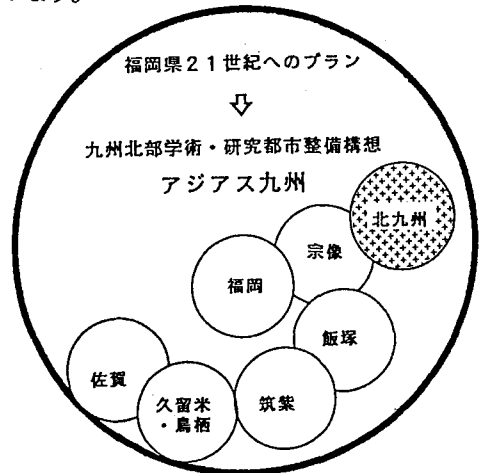 福岡県21世紀へのプラン
九州北部学術・研究都市整備構想
アジアス九州
北九州
宗像
福岡
飯塚
佐賀
久留米
・鳥栖
筑紫